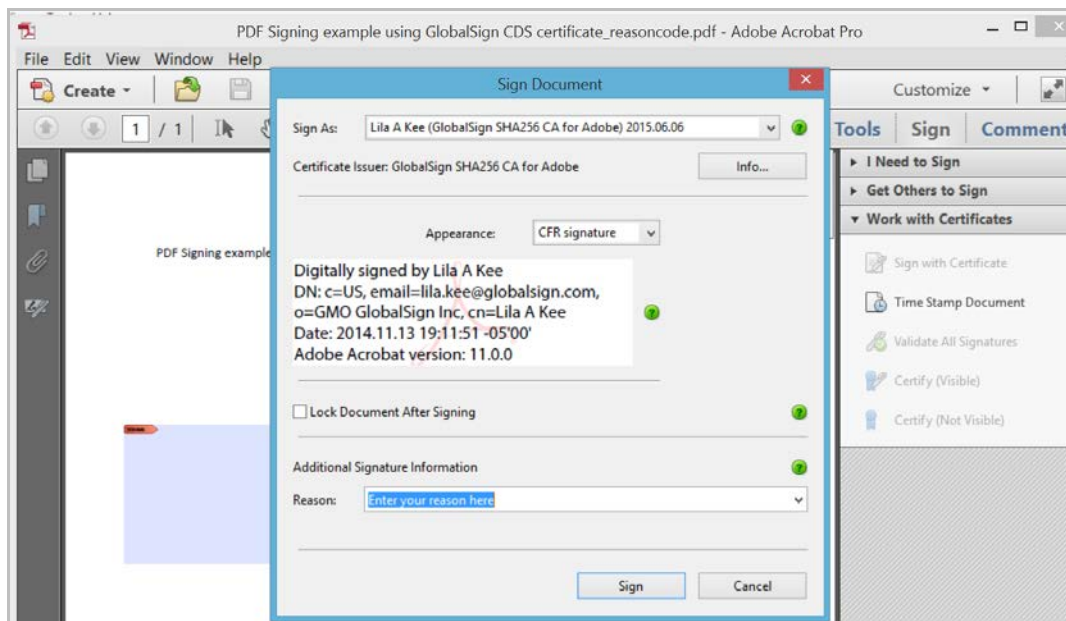 PDF Signing example using GlobalSign CDS certificate_reasoncode.pdf - Adobe Acrobat Pro
File Edit View Window Help
Create
Customize
1 / 1
Tools Sign Comment
PDF Signing example
Sign Document
Sign As: Lila A Kee (GlobalSign SHA256 CA for Adobe) 2015.06.06
Certificate Issuer: GlobalSign SHA256 CA for Adobe
Info...
Appearance: CFR signature
Digitally signed by Lila A Kee
DN: c=US, email=lila.kee@globalsign.com,
o=GMO GlobalSign Inc, cn=Lila A Kee
Date: 2014.11.13 19:11:51 -05'00'
Adobe Acrobat version: 11.0.0
Lock Document After Signing
Additional Signature Information
Reason: Enter your reason here
Sign Cancel
I Need to Sign
Get Others to Sign
Work with Certificates
Sign with Certificate
Time Stamp Document
Validate All Signatures
Certify (Visible)
Certify (Not Visible)